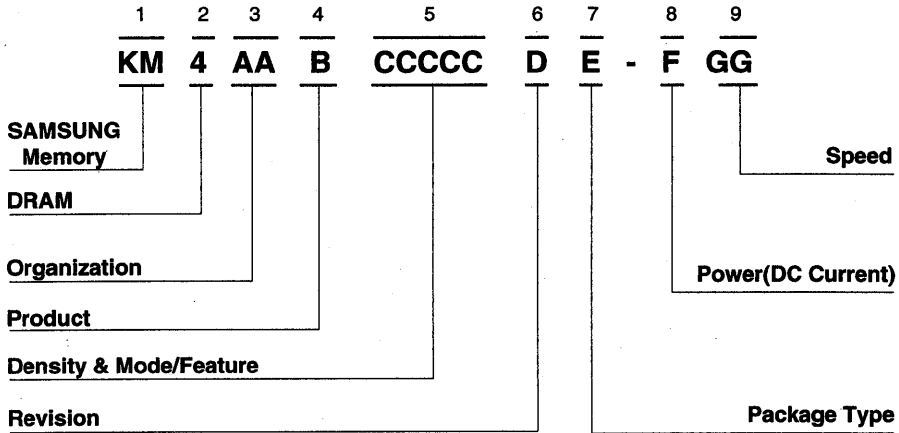 1 2 3 4 5 6 7 8 9
KM 4 AA B CCCCC D E - F GG
SAMSUNG
Memory
Speed
DRAM
Organization
Power(DC Current)
Product
Density & Mode/Feature
Revision
Package Type